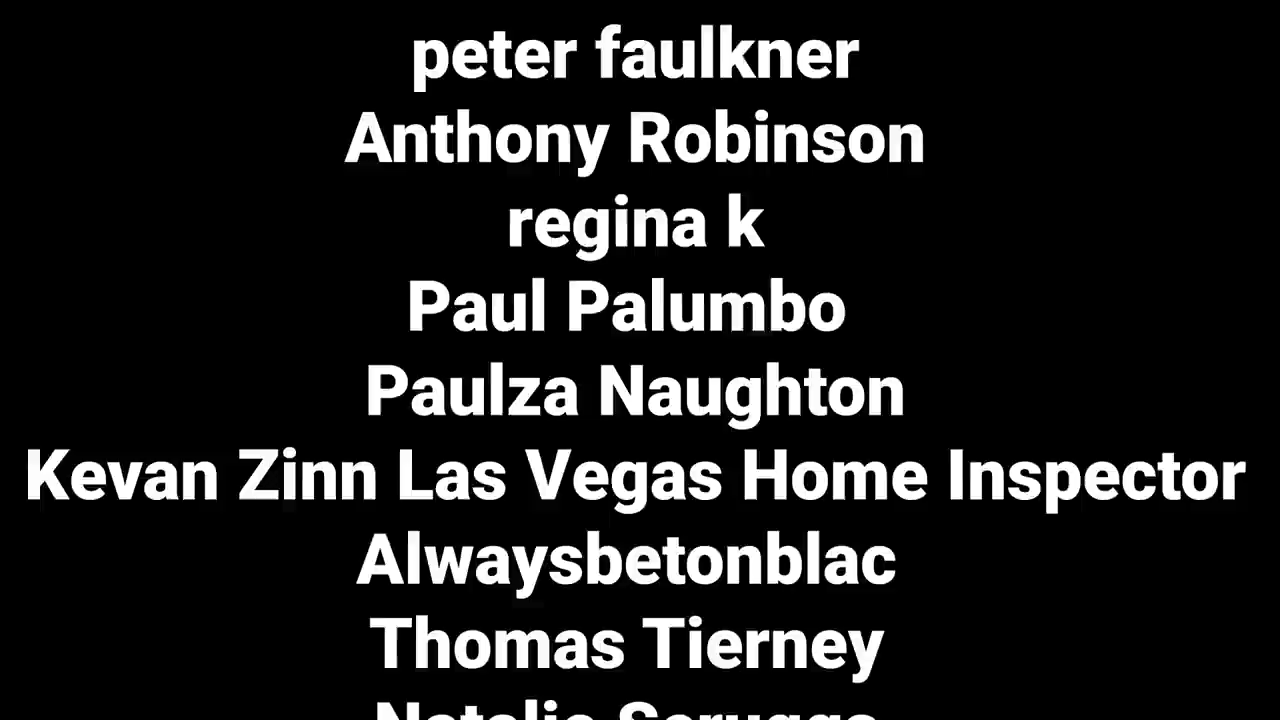 peter faulkner
Anthony Robinson
regina k
Paul Palumbo
Paulza Naughton
Kevan Zinn Las Vegas Home Inspector
Alwaysbetonblac
Thomas Tierney
Natalie Scruggs